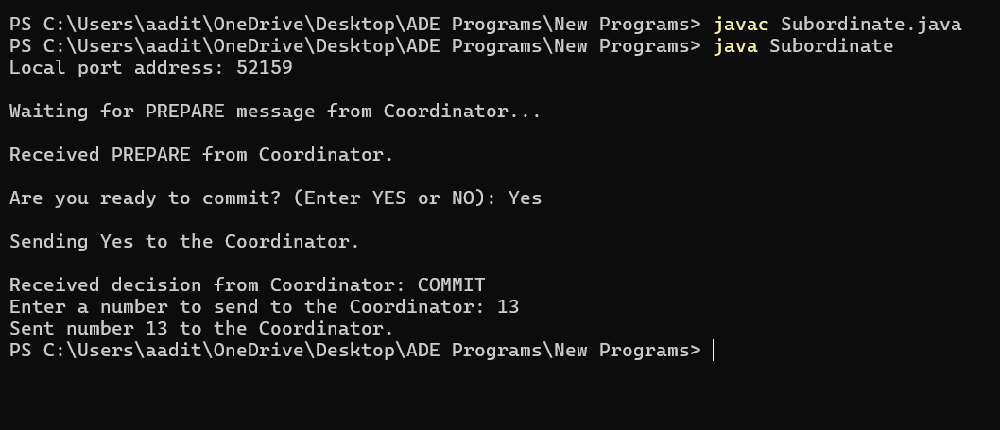 PS C:\Users\aadit\OneDrive\Desktop\ADE Programs\New Programs> javac Subordinate.java
PS C:\Users\aadit\OneDrive\Desktop\ADE Programs\New Programs> java Subordinate
Local port address: 52159
Waiting for PREPARE message from Coordinator...
Received PREPARE from Coordinator.
Are you ready to commit? (Enter YES or NO): Yes
Sending Yes to the Coordinator.
Received decision from Coordinator: COMMIT
Enter a number to send to the Coordinator: 13
Sent number 13 to the Coordinator.
PS C:\Users\aadit\OneDrive\Desktop\ADE Programs\New Programs>